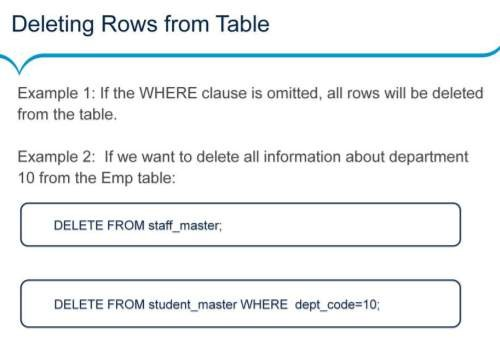 Deleting Rows from Table
Example 1: If the WHERE clause is omitted, all rows will be deleted
from the table.
Example 2:  If we want to delete all information about department
10 from the Emp table:
DELETE FROM staff_master;
DELETE FROM student_master WHERE  dept_code=10;